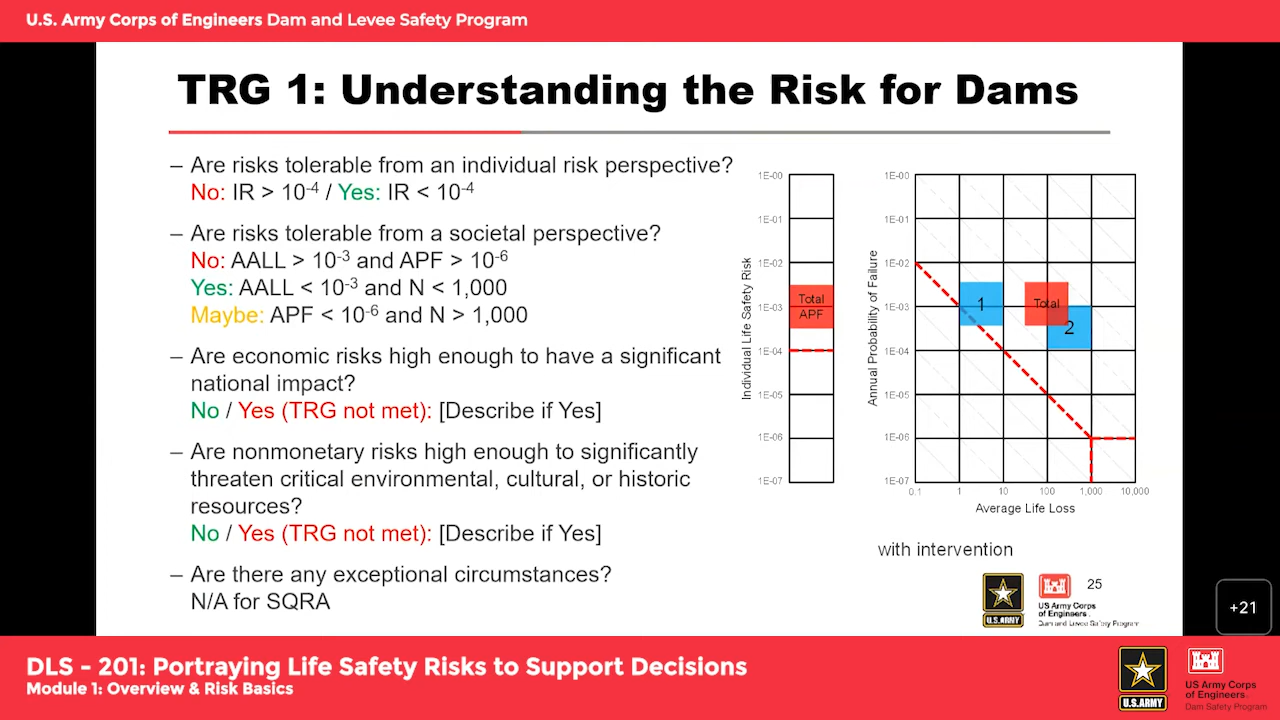 U.S. Army Corps of Engineers Dam and Levee Safety Program
TRG 1: Understanding the Risk for Dams
– Are risks tolerable from an individual risk perspective?
No: IR > 10-4 / Yes: IR < 10-4
– Are risks tolerable from a societal perspective?
No: AALL > 10-3 and APF > 10-6
Yes: AALL < 10-3 and N < 1,000
Maybe: APF < 10-6 and N > 1,000
– Are economic risks high enough to have a significant
national impact?
No / Yes (TRG not met): [Describe if Yes]
– Are nonmonetary risks high enough to significantly
threaten critical environmental, cultural, or historic
resources?
No / Yes (TRG not met): [Describe if Yes]
– Are there any exceptional circumstances?
N/A for SQRA
Individual Life Safety Risk
1E-00
1E-01
1E-02
1E-03
1E-04
1E-05
1E-06
1E-07
Total
APF
Annual Probability of Failure
1E-00
1E-01
1E-02
1E-03
1E-04
1E-05
1E-06
1E-07
1
Total
2
0.1
1
10
100
1,000
10,000
Average Life Loss
with intervention
25
U.S. ARMY
US Army Corps
of Engineers
Dam and Levee Safety Program
+21
DLS - 201: Portraying Life Safety Risks to Support Decisions
Module 1: Overview & Risk Basics
U.S. ARMY
US Army Corps
of Engineers
Dam Safety Program